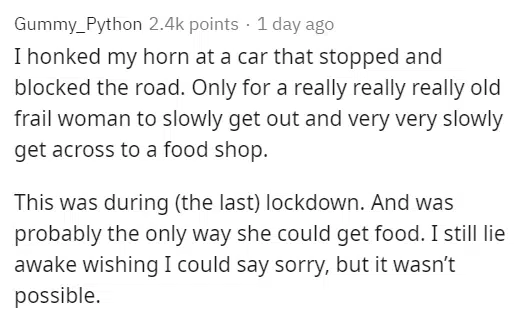 Gummy_Python 2.4k points · 1 day ago
I honked my horn at a car that stopped and
blocked the road. Only for a really really really old
frail woman to slowly get out and very very slowly
get across to a food shop.
This was during (the last) lockdown. And was
probably the only way she could get food. I still lie
awake wishing I could say sorry, but it wasn’t
possible.